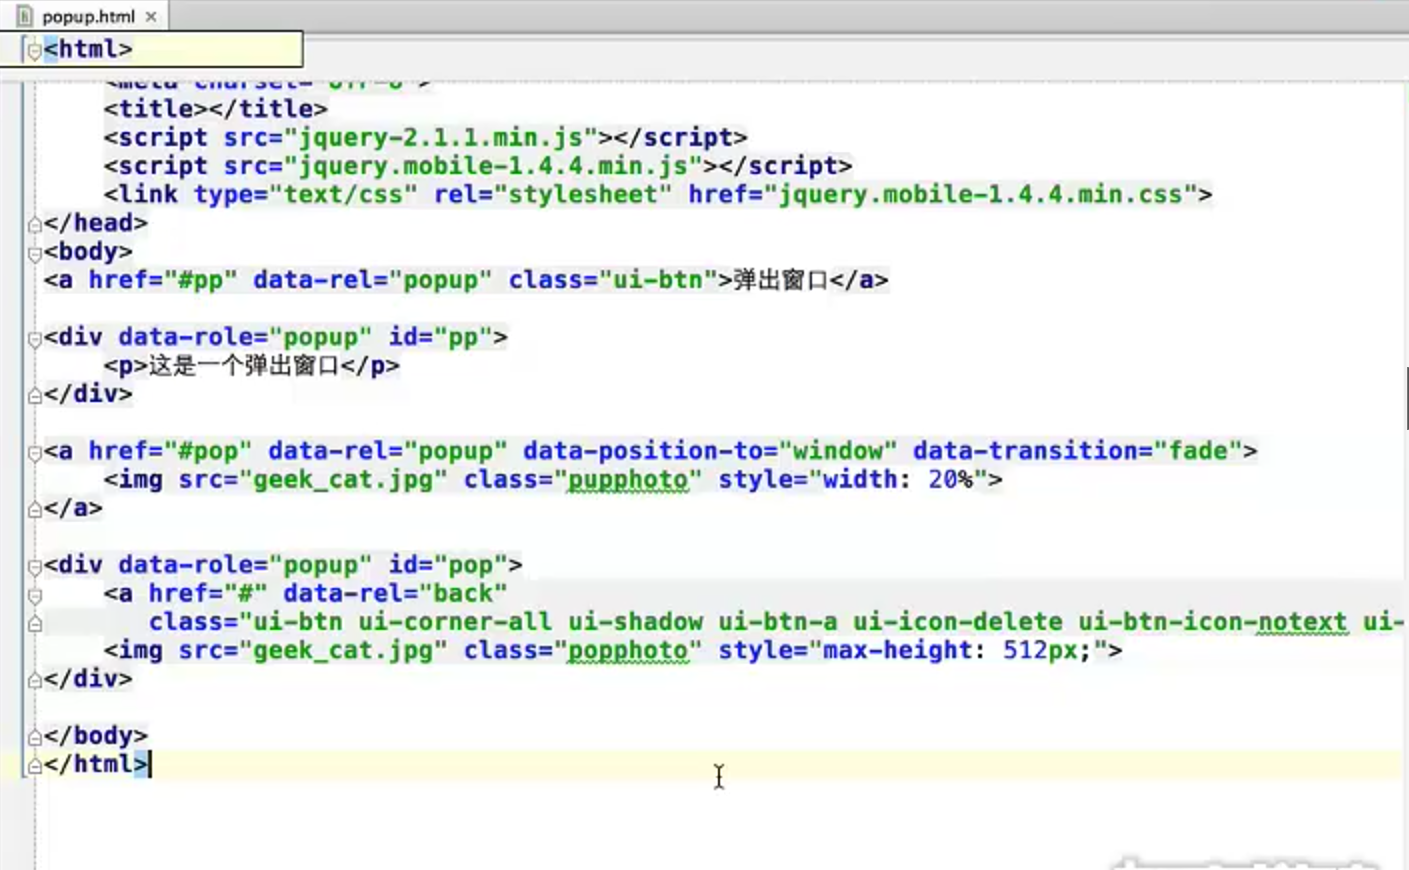 popup.html
<html>
<meta charset="UTF-8">
<title></title>
<script src="jquery-2.1.1.min.js"></script>
<script src="jquery.mobile-1.4.4.min.js"></script>
<link type="text/css" rel="stylesheet" href="jquery.mobile-1.4.4.min.css">
</head>
<body>
<a href="#pp" data-rel="popup" class="ui-btn">弹出窗口</a>
<div data-role="popup" id="pp">
<p>这是一个弹出窗口</p>
</div>
<a href="#pop" data-rel="popup" data-position-to="window" data-transition="fade">
<img src="geek_cat.jpg" class="pupphoto" style="width: 20%">
</a>
<div data-role="popup" id="pop">
<a href="#" data-rel="back"
class="ui-btn ui-corner-all ui-shadow ui-btn-a ui-icon-delete ui-btn-icon-notext ui-
<img src="geek_cat.jpg" class="popphoto" style="max-height: 512px;">
</div>
</body>
</html>